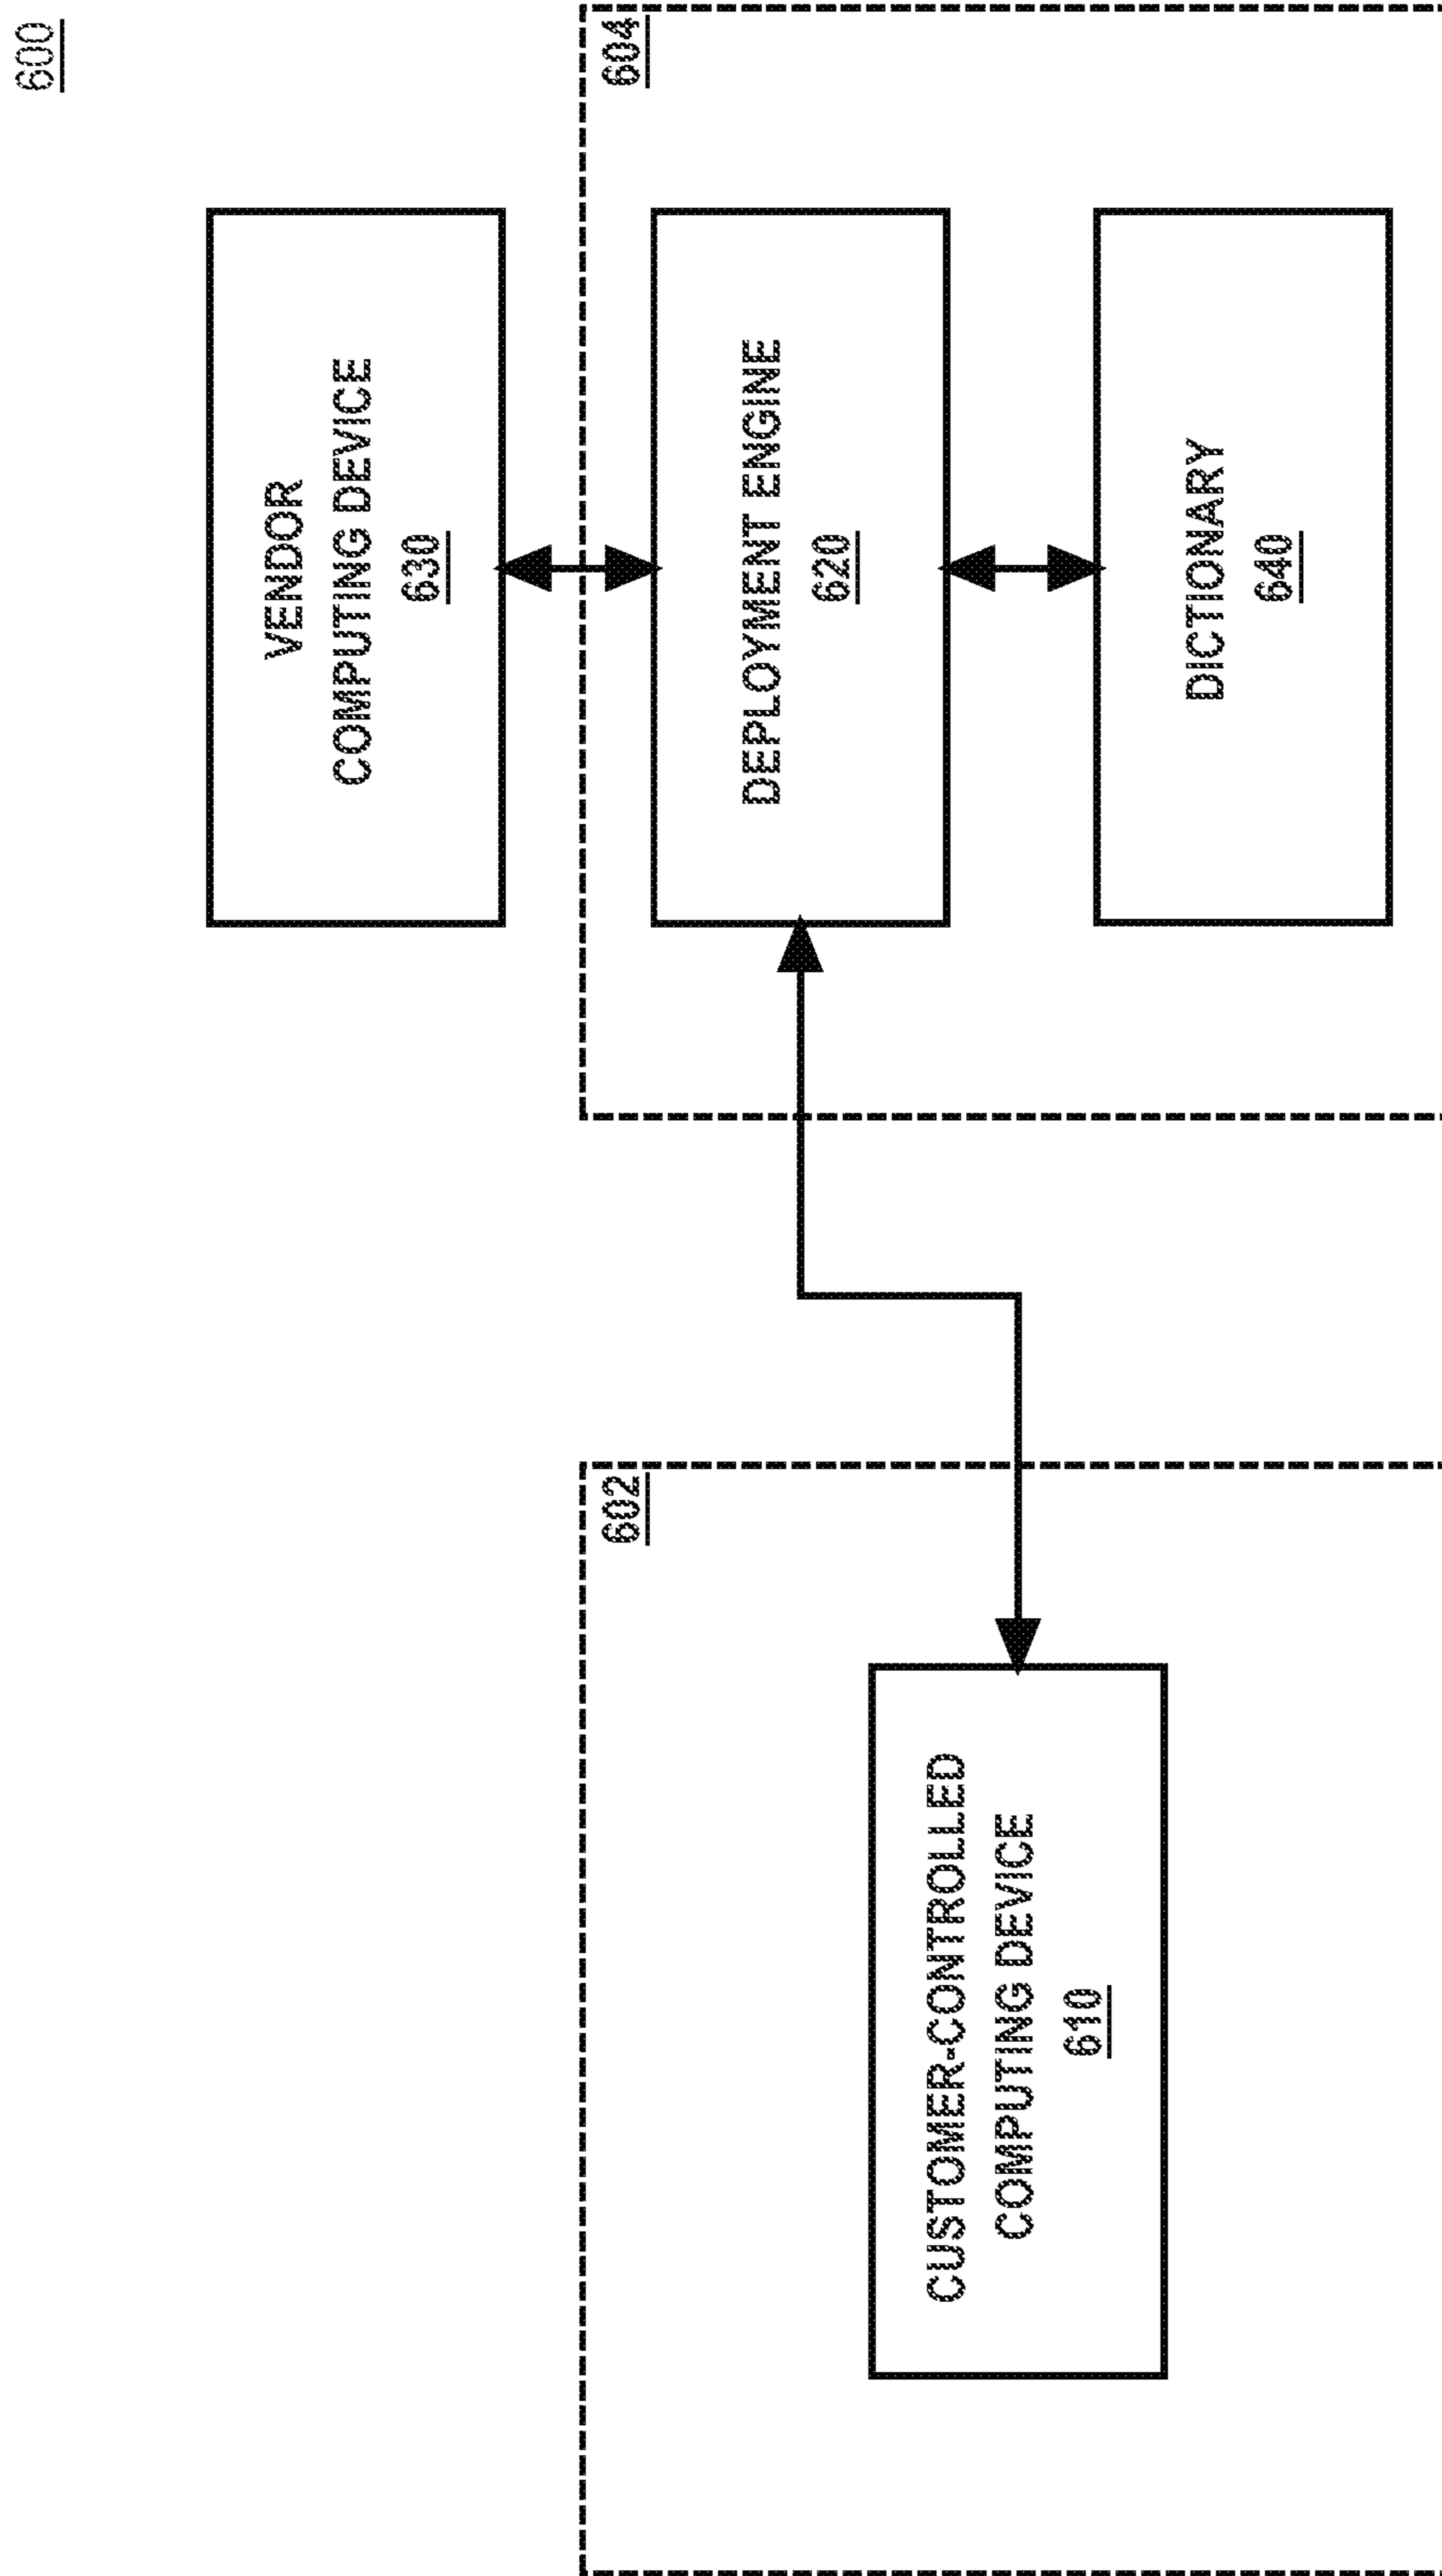 600
VENDOR
COMPUTING DEVICE
630
604
DEPLOYMENT ENGINE
620
DICTIONARY
640
602
CUSTOMER-CONTROLLED
COMPUTING DEVICE
610